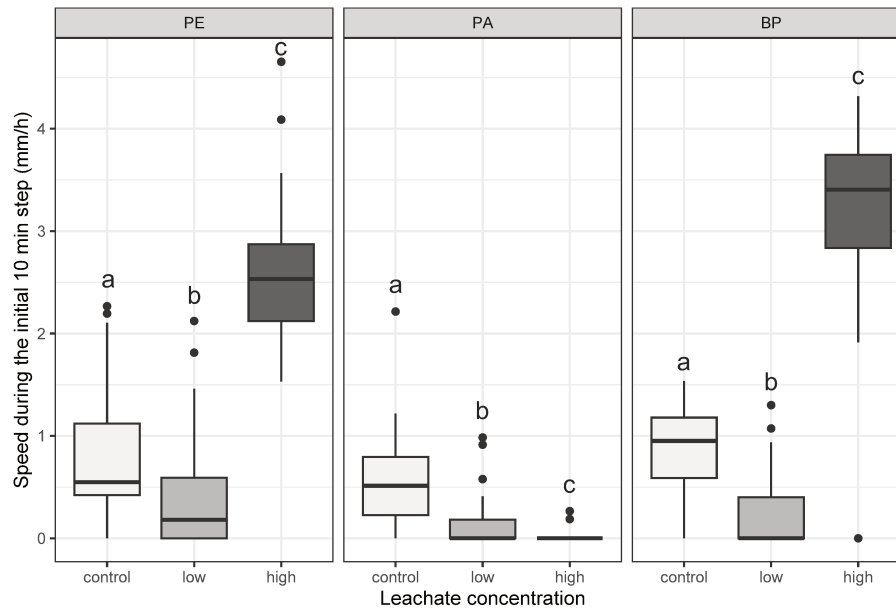 PE PA BP
Speed during the initial 10 min step (mm/h)
4
3
2
1
0
a b c
a b c
a b c
control low high control low high control low high
Leachate concentration